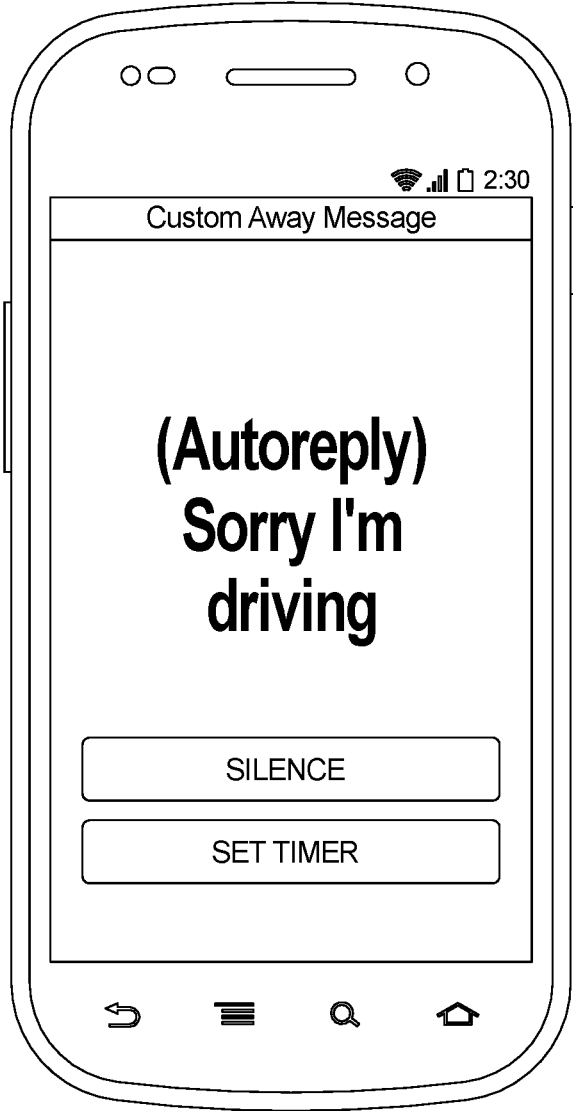 2:30
Custom Away Message
(Autoreply)
Sorry I'm
driving
SILENCE
SET TIMER